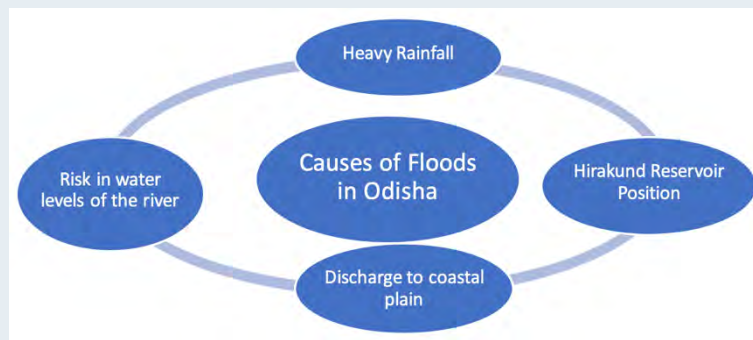 Heavy Rainfall
Causes of Floods
in Odisha
Risk in water
levels of the river
Hirakund Reservoir
Position
Discharge to coastal
plain